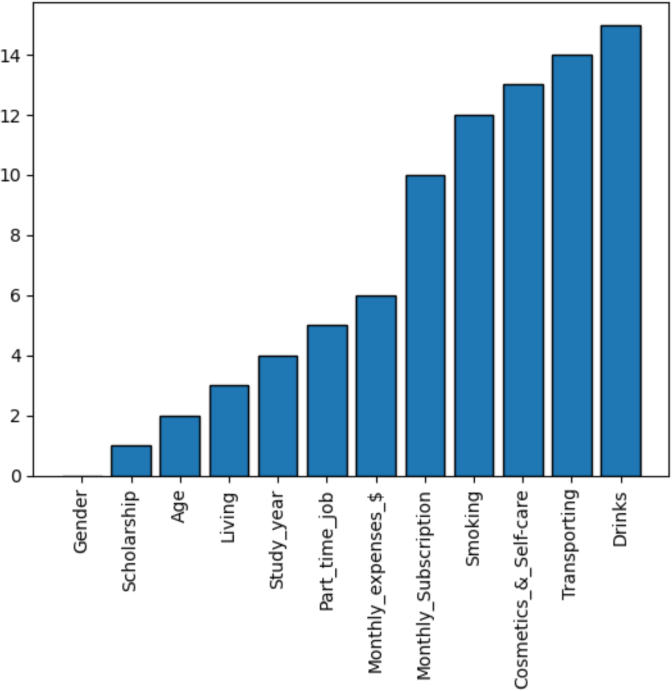 14
12
10
8
6
4
2
0
Gender
Scholarship
Age
Living
Study_year
Part_time_job
Monthly_expenses_$
Monthly_Subscription
Smoking
Cosmetics_&_Self-care
Transporting
Drinks